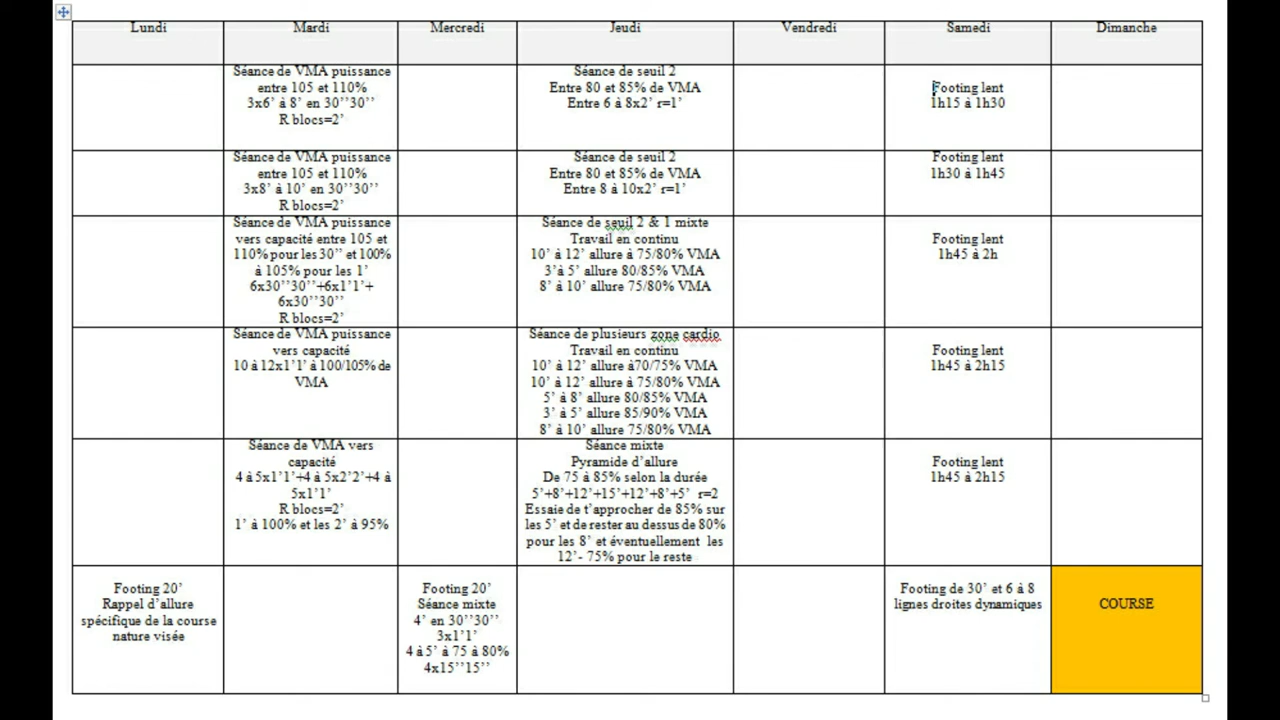 Lundi
Mardi
Mercredi
Jeudi
Vendredi
Samedi
Dimanche
Séance de VMA puissance
entre 105 et 110%
3x6’ à 8’ en 30’’30’’
R blocs=2’
Séance de seuil 2
Entre 80 et 85% de VMA
Entre 6 à 8x2’ r=1’
Footing lent
1h15 à 1h30
Séance de VMA puissance
entre 105 et 110%
3x8’ à 10’ en 30’’30’’
R blocs=2’
Séance de seuil 2
Entre 80 et 85% de VMA
Entre 8 à 10x2’ r=1’
Footing lent
1h30 à 1h45
Séance de VMA puissance
vers capacité entre 105 et
110% pour les 30’’ et 100%
à 105% pour les 1’
6x30’’30’’+6x1’1’+
6x30’’30’’
R blocs=2’
Séance de seuil 2 & 1 mixte
Travail en continu
10’ à 12’ allure à 75/80% VMA
3’à 5’ allure 80/85% VMA
8’ à 10’ allure 75/80% VMA
Footing lent
1h45 à 2h
Séance de VMA puissance
vers capacité
10 à 12x1’1’ à 100/105% de
VMA
Séance de plusieurs zone cardio
Travail en continu
10’ à 12’ allure à70/75% VMA
10’ à 12’ allure à 75/80% VMA
5’ à 8’ allure 80/85% VMA
3’ à 5’ allure 85/90% VMA
8’ à 10’ allure 75/80% VMA
Footing lent
1h45 à 2h15
Séance de VMA vers
capacité
4 à 5x1’1’+4 à 5x2’2’+4 à
5x1’1’
R blocs=2’
1’ à 100% et les 2’ à 95%
Séance mixte
Pyramide d’allure
De 75 à 85% selon la durée
5’+8’+12’+15’+12’+8’+5’ r=2
Essaie de t’approcher de 85% sur
les 5’ et de rester au dessus de 80%
pour les 8’ et éventuellement les
12’- 75% pour le reste
Footing lent
1h45 à 2h15
Footing 20’
Rappel d’allure
spécifique de la course
nature visée
Footing 20’
Séance mixte
4’ en 30’’30’’
3x1’1’
4 à 5’ à 75 à 80%
4x15’’15’’
Footing de 30’ et 6 à 8
lignes droites dynamiques
COURSE